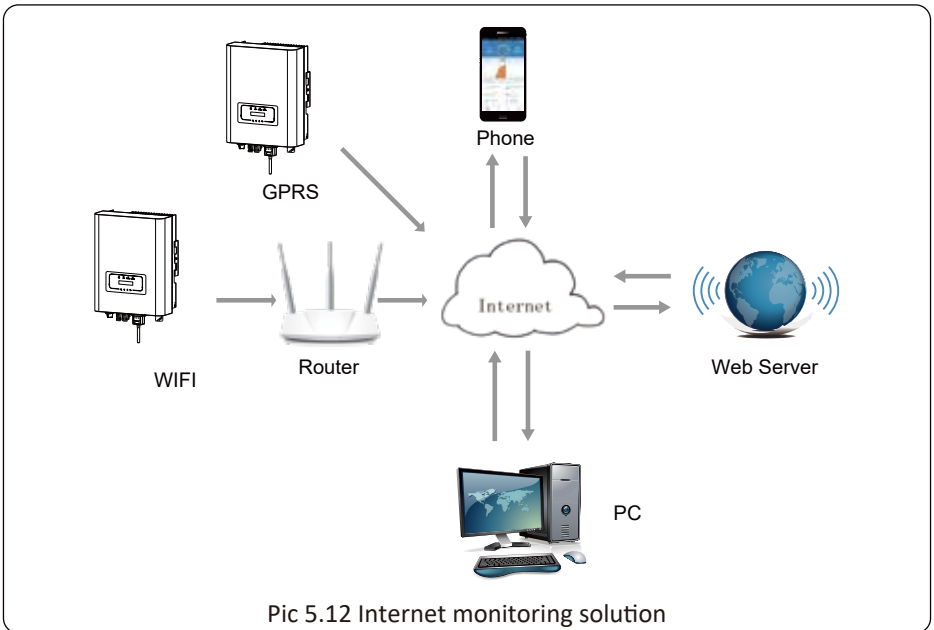 Phone
GPRS
Internet
WIFI
Router
Web Server
PC
Pic 5.12 Internet monitoring solution